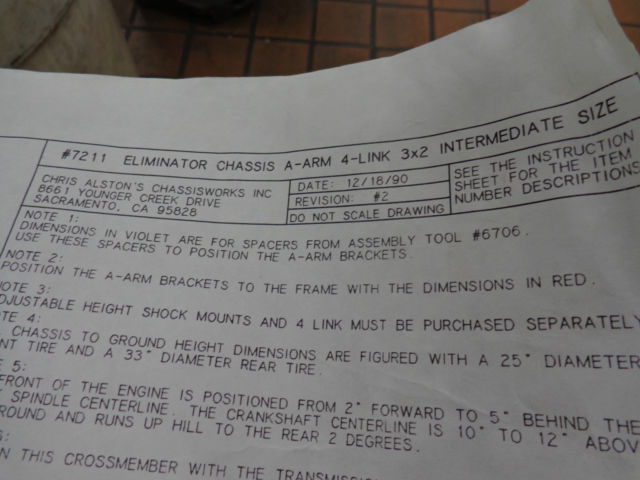 #7211 ELIMINATOR CHASSIS A-ARM 4-LINK 3x2 INTERMEDIATE SIZE
CHRIS ALSTON'S CHASSISWORKS INC
8661 YOUNGER CREEK DRIVE
SACRAMENTO, CA 95828
DATE: 12/18/90
REVISION: #2
DO NOT SCALE DRAWING
SEE THE INSTRUCTION
SHEET FOR THE ITEM
NUMBER DESCRIPTIONS
NOTE 1:
DIMENSIONS IN VIOLET ARE FOR SPACERS FROM ASSEMBLY TOOL #6706.
USE THESE SPACERS TO POSITION THE A-ARM BRACKETS.
NOTE 2:
POSITION THE A-ARM BRACKETS TO THE FRAME WITH THE DIMENSIONS IN RED.
NOTE 3:
DJUSTABLE HEIGHT SHOCK MOUNTS AND 4 LINK MUST BE PURCHASED SEPARATELY
TE 4:
CHASSIS TO GROUND HEIGHT DIMENSIONS ARE FIGURED WITH A 25" DIAMETER
NT TIRE AND A 33" DIAMETER REAR TIRE.
E 5:
FRONT OF THE ENGINE IS POSITIONED FROM 2" FORWARD TO 5" BEHIND THE
SPINDLE CENTERLINE. THE CRANKSHAFT CENTERLINE IS 10" TO 12" ABOV
ROUND AND RUNS UP HILL TO THE REAR 2 DEGREES.
N THIS CROSSMEMBER WITH THE